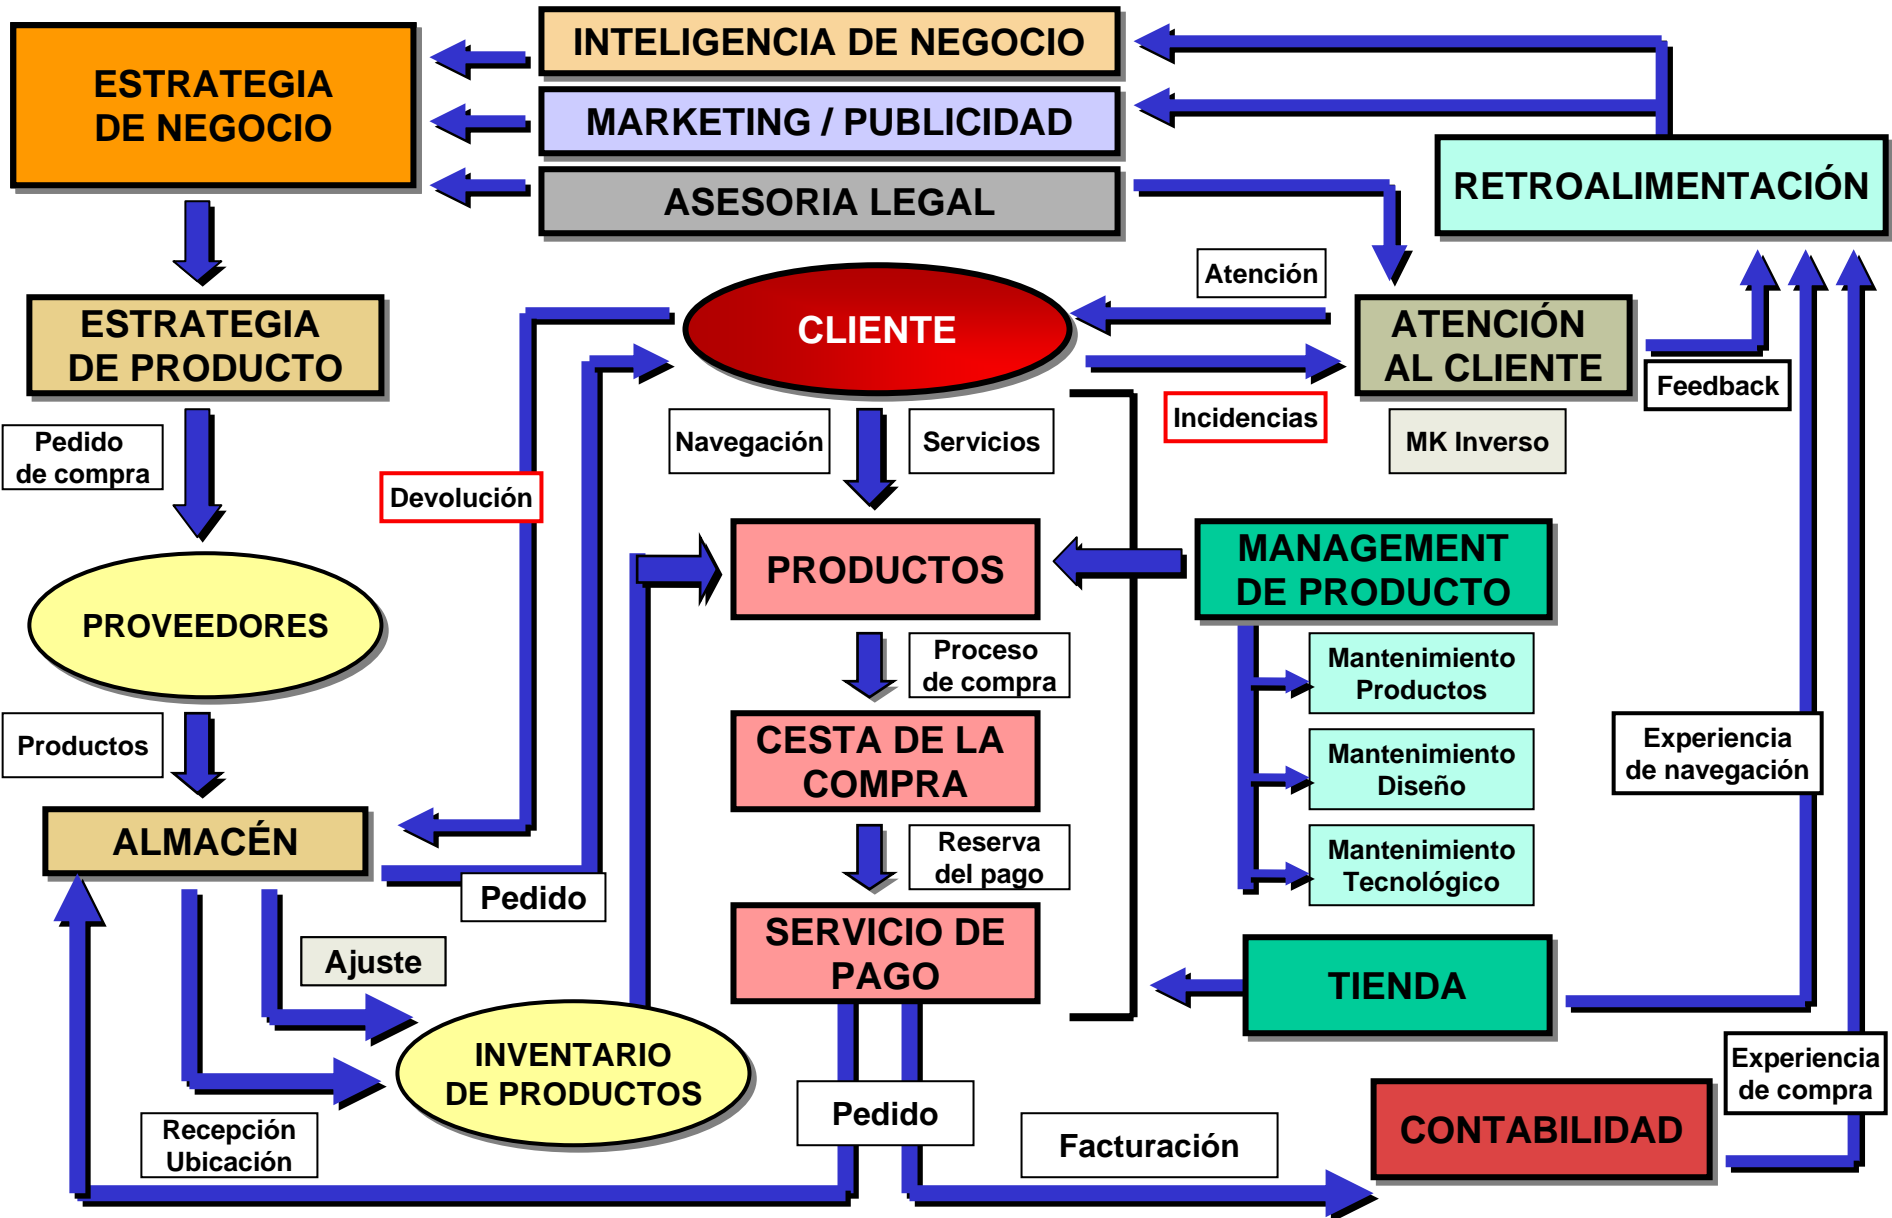 INTELIGENCIA DE NEGOCIO
ESTRATEGIA
DE NEGOCIO
MARKETING / PUBLICIDAD
ASESORIA LEGAL
RETROALIMENTACIÓN
Atención
ESTRATEGIA
DE PRODUCTO
CLIENTE
ATENCIÓN
AL CLIENTE
Feedback
Incidencias
MK Inverso
Pedido
de compra
Navegación
Servicios
Devolución
PRODUCTOS
MANAGEMENT
DE PRODUCTO
PROVEEDORES
Proceso
de compra
Mantenimiento
Productos
Productos
CESTA DE LA
COMPRA
Mantenimiento
Diseño
Experiencia
de navegación
ALMACÉN
Reserva
del pago
Mantenimiento
Tecnológico
Pedido
Ajuste
SERVICIO DE
PAGO
TIENDA
INVENTARIO
DE PRODUCTOS
Experiencia
de compra
Pedido
Recepción
Ubicación
Facturación
CONTABILIDAD